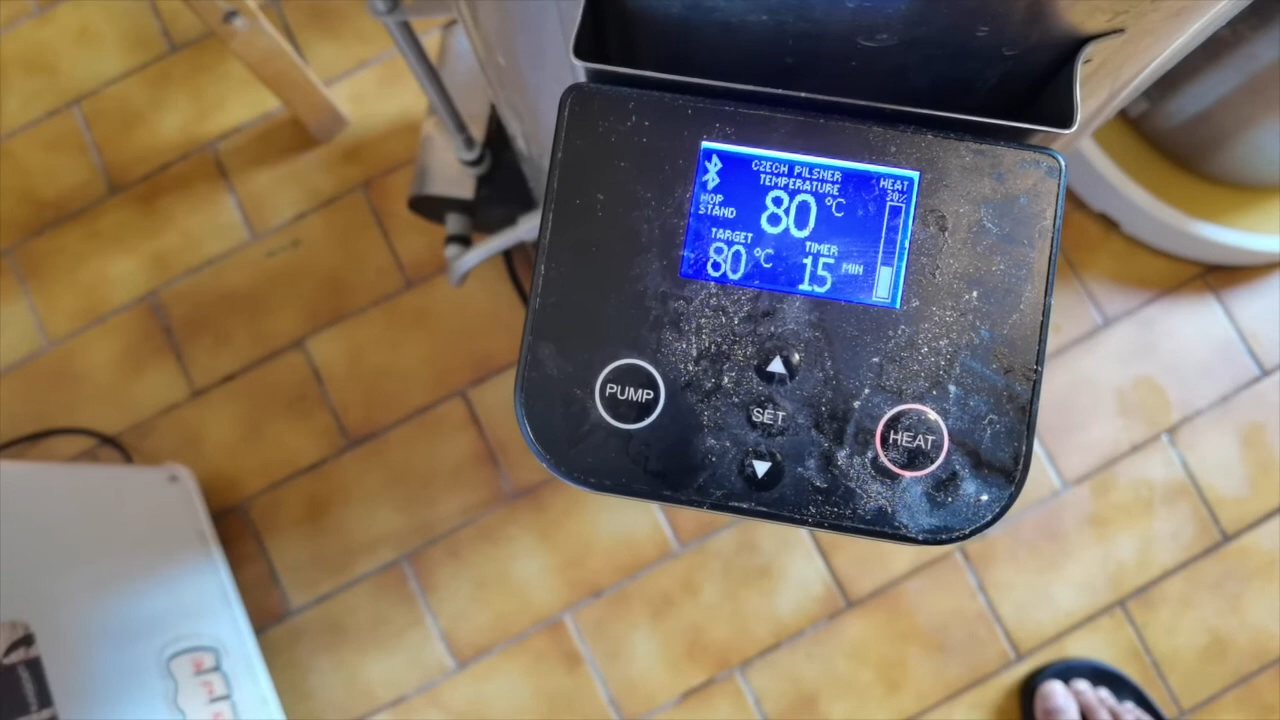 CZECH PILSNER
TEMPERATURE
HEAT
30%
HOP
STAND
80 °C
TARGET
80 °C
TIMER
15 MIN
PUMP
SET
HEAT